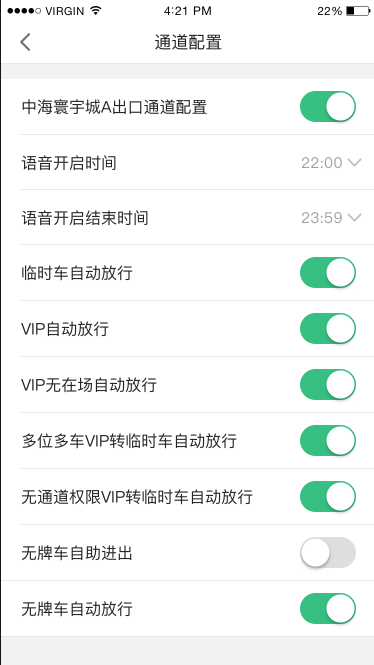 VIRGIN 4:21 PM 22%
通道配置
中海寰宇城A出口通道配置
语音开启时间 22:00
语音开启结束时间 23:59
临时车自动放行
VIP自动放行
VIP无在场自动放行
多位多车VIP转临时车自动放行
无通道权限VIP转临时车自动放行
无牌车自助进出
无牌车自动放行